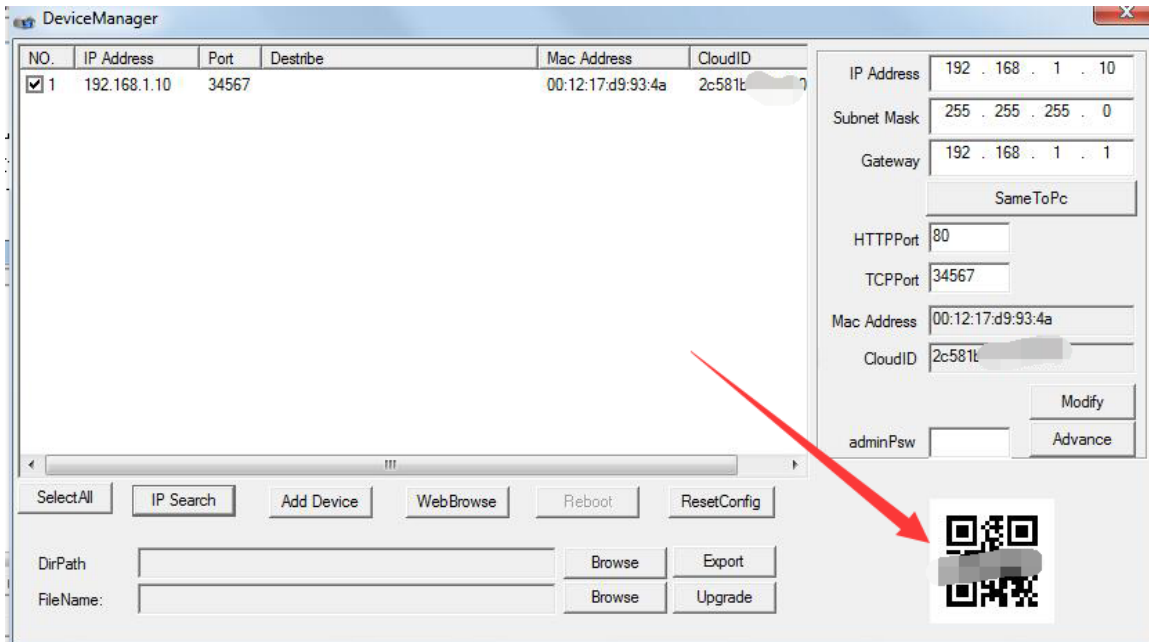 DeviceManager
NO. IP Address Port Destribe Mac Address CloudID
1 192.168.1.10 34567 00:12:17:d9:93:4a 2c581b
IP Address 192 . 168 . 1 . 10
Subnet Mask 255 . 255 . 255 . 0
Gateway 192 . 168 . 1 . 1
SameToPc
HTTPPort 80
TCPPort 34567
Mac Address 00:12:17:d9:93:4a
CloudID 2c581b
Modify
adminPsw Advance
SelectAll IP Search Add Device WebBrowse Reboot ResetConfig
DirPath Browse Export
FileName: Browse Upgrade